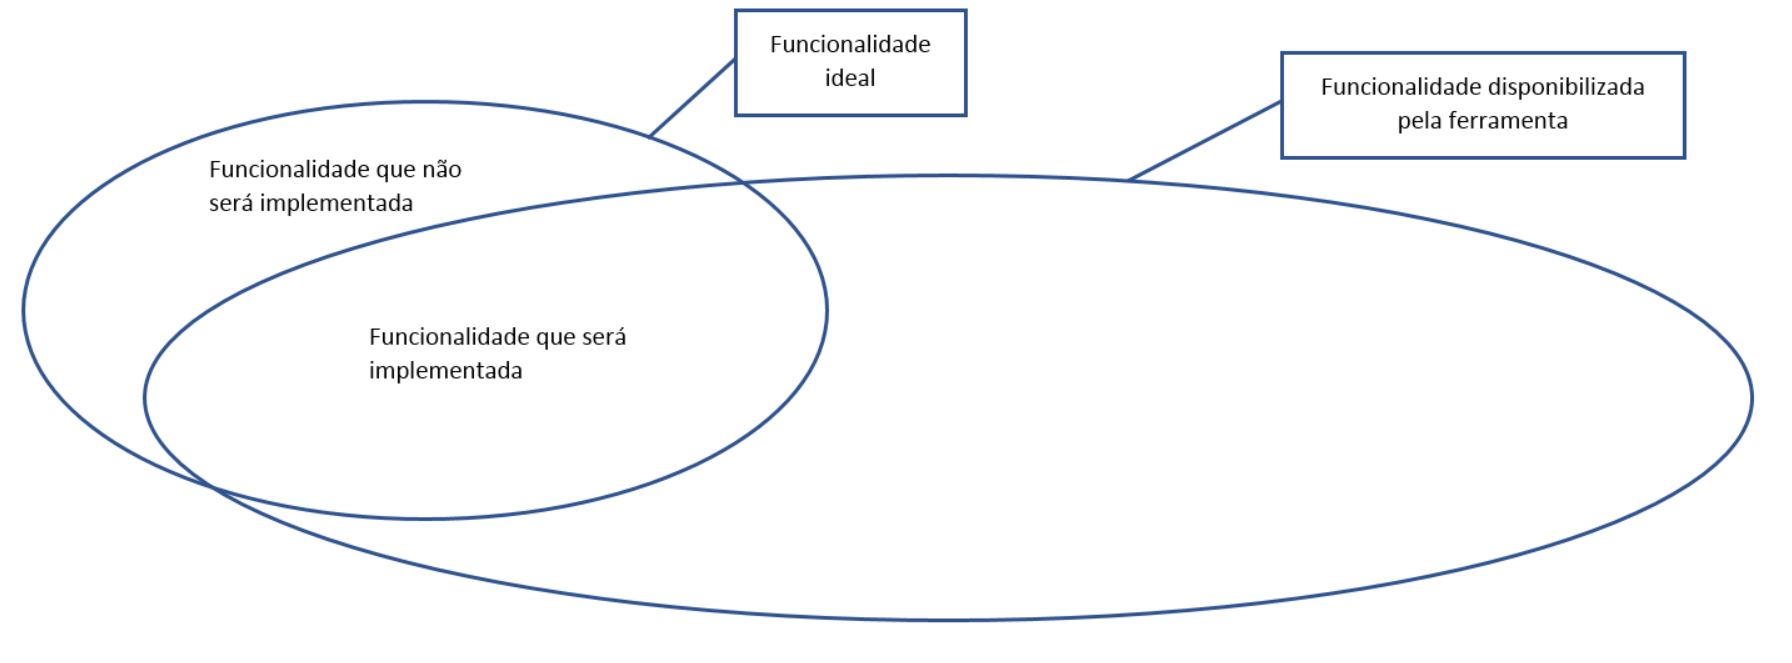 Funcionalidade
ideal
Funcionalidade disponibilizada
pela ferramenta
Funcionalidade que não
será implementada
Funcionalidade que será
implementada